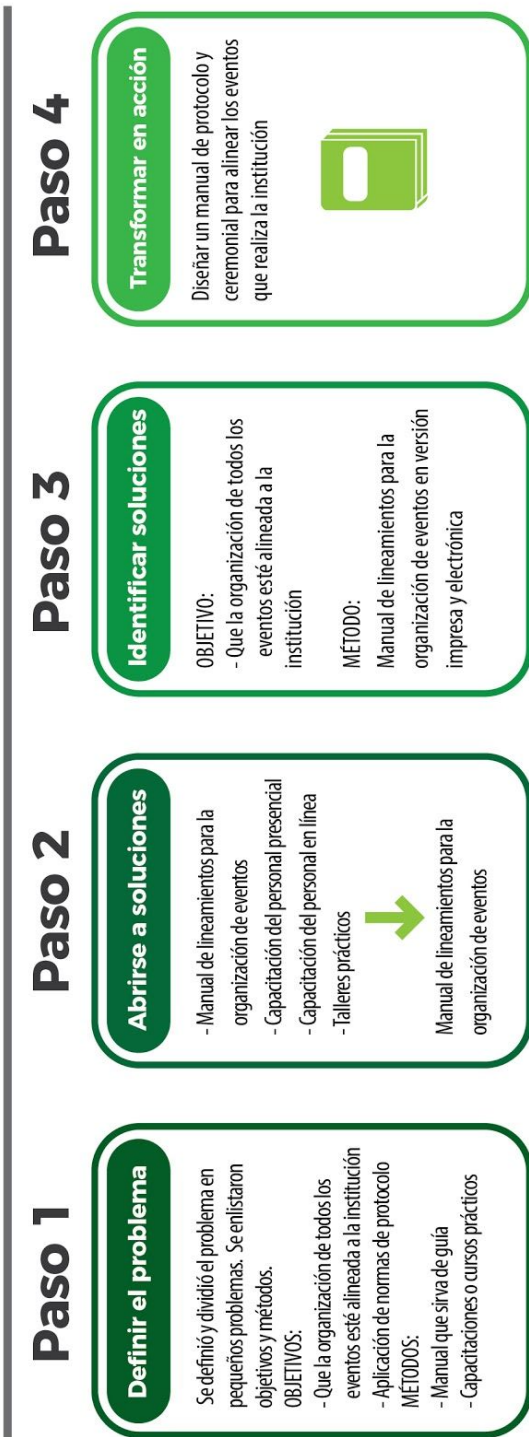 Paso 1
Definir el problema
Se definió y dividió el problema en
pequeños problemas. Se enlistaron
objetivos y métodos.
OBJETIVOS:
- Que la organización de todos los
eventos esté alineada a la institución
- Aplicación de normas de protocolo
MÉTODOS:
- Manual que sirva de guía
- Capacitaciones o cursos prácticos
Paso 2
Abrirse a soluciones
- Manual de lineamientos para la
organización de eventos
- Capacitación del personal presencial
- Capacitación del personal en línea
- Talleres prácticos
Manual de lineamientos para la
organización de eventos
Paso 3
Identificar soluciones
OBJETIVO:
- Que la organización de todos los
eventos esté alineada a la
institución
MÉTODO:
Manual de lineamientos para la
organización de eventos en versión
impresa y electrónica
Paso 4
Transformar en acción
Diseñar un manual de protocolo y
ceremonial para alinear los eventos
que realiza la institución